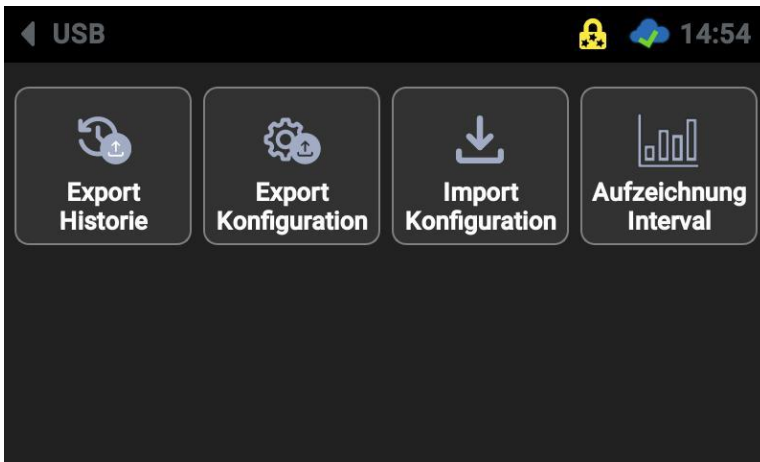 USB
14:54
Export
Historie
Export
Konfiguration
Import
Konfiguration
Aufzeichnung
Interval